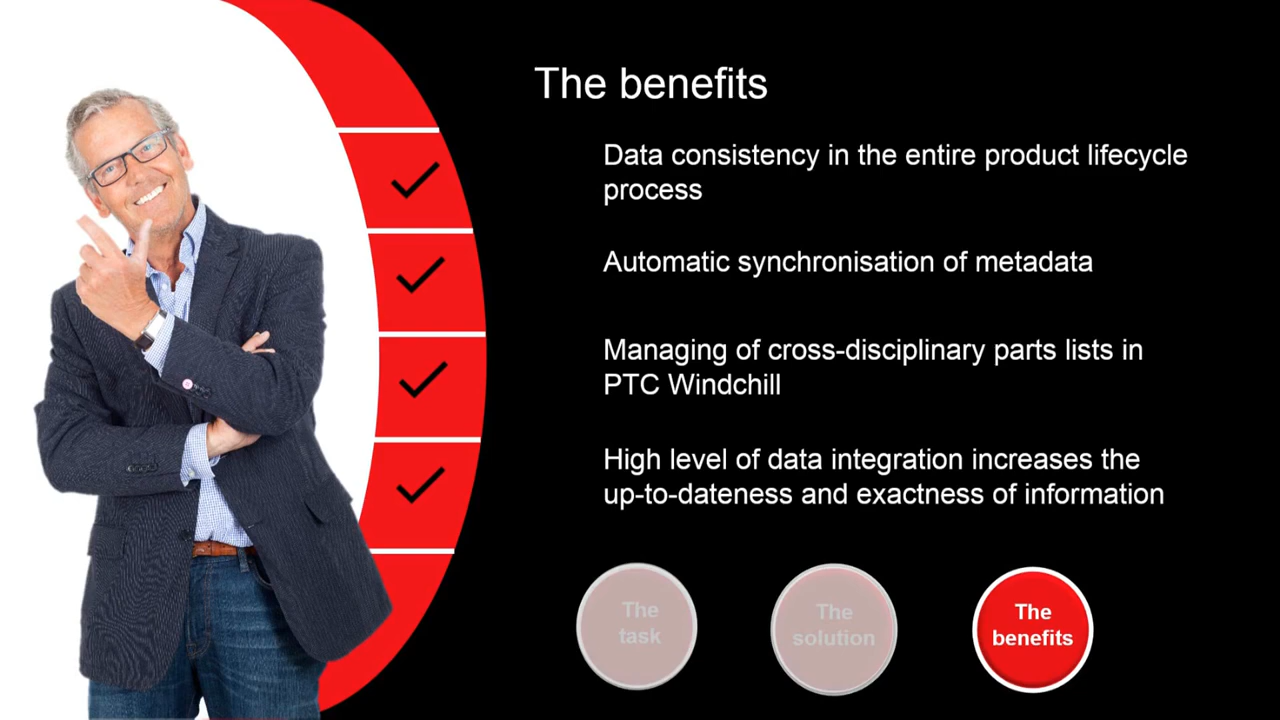 The benefits
Data consistency in the entire product lifecycle
process
Automatic synchronisation of metadata
Managing of cross-disciplinary parts lists in
PTC Windchill
High level of data integration increases the
up-to-dateness and exactness of information
The
task
The
solution
The
benefits